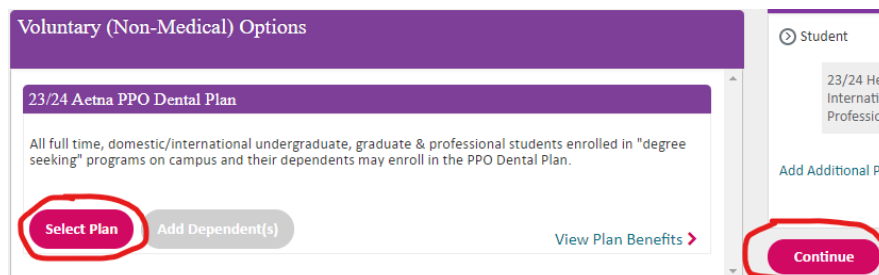 Voluntary (Non-Medical) Options
23/24 Aetna PPO Dental Plan
All full time, domestic/international undergraduate, graduate & professional students enrolled in "degree
seeking" programs on campus and their dependents may enroll in the PPO Dental Plan.
Select Plan
Add Dependent(s)
View Plan Benefits
Student
23/24
Add Additional
Continue